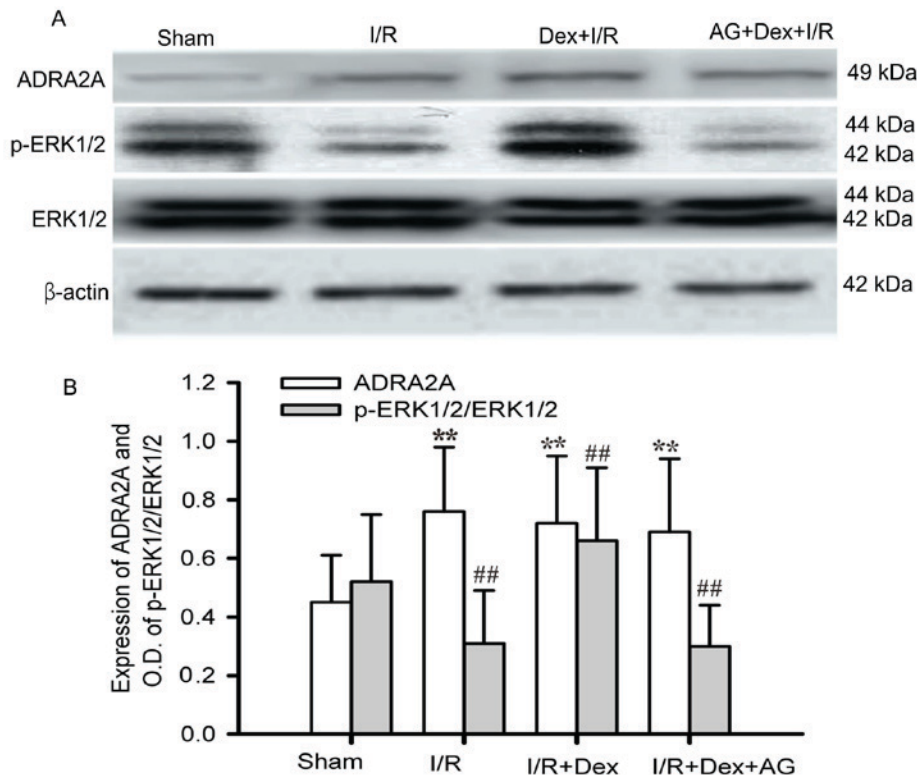 A
Sham I/R Dex+I/R AG+Dex+I/R
ADRA2A 49 kDa
p-ERK1/2 44 kDa
42 kDa
ERK1/2 44 kDa
42 kDa
β-actin 42 kDa
B
Expression of ADRA2A and
O.D. of p-ERK1/2/ERK1/2
1.2
1.0
0.8
0.6
0.4
0.2
0.0
ADRA2A
p-ERK1/2/ERK1/2
** ** ## **
## ##
Sham I/R I/R+Dex I/R+Dex+AG